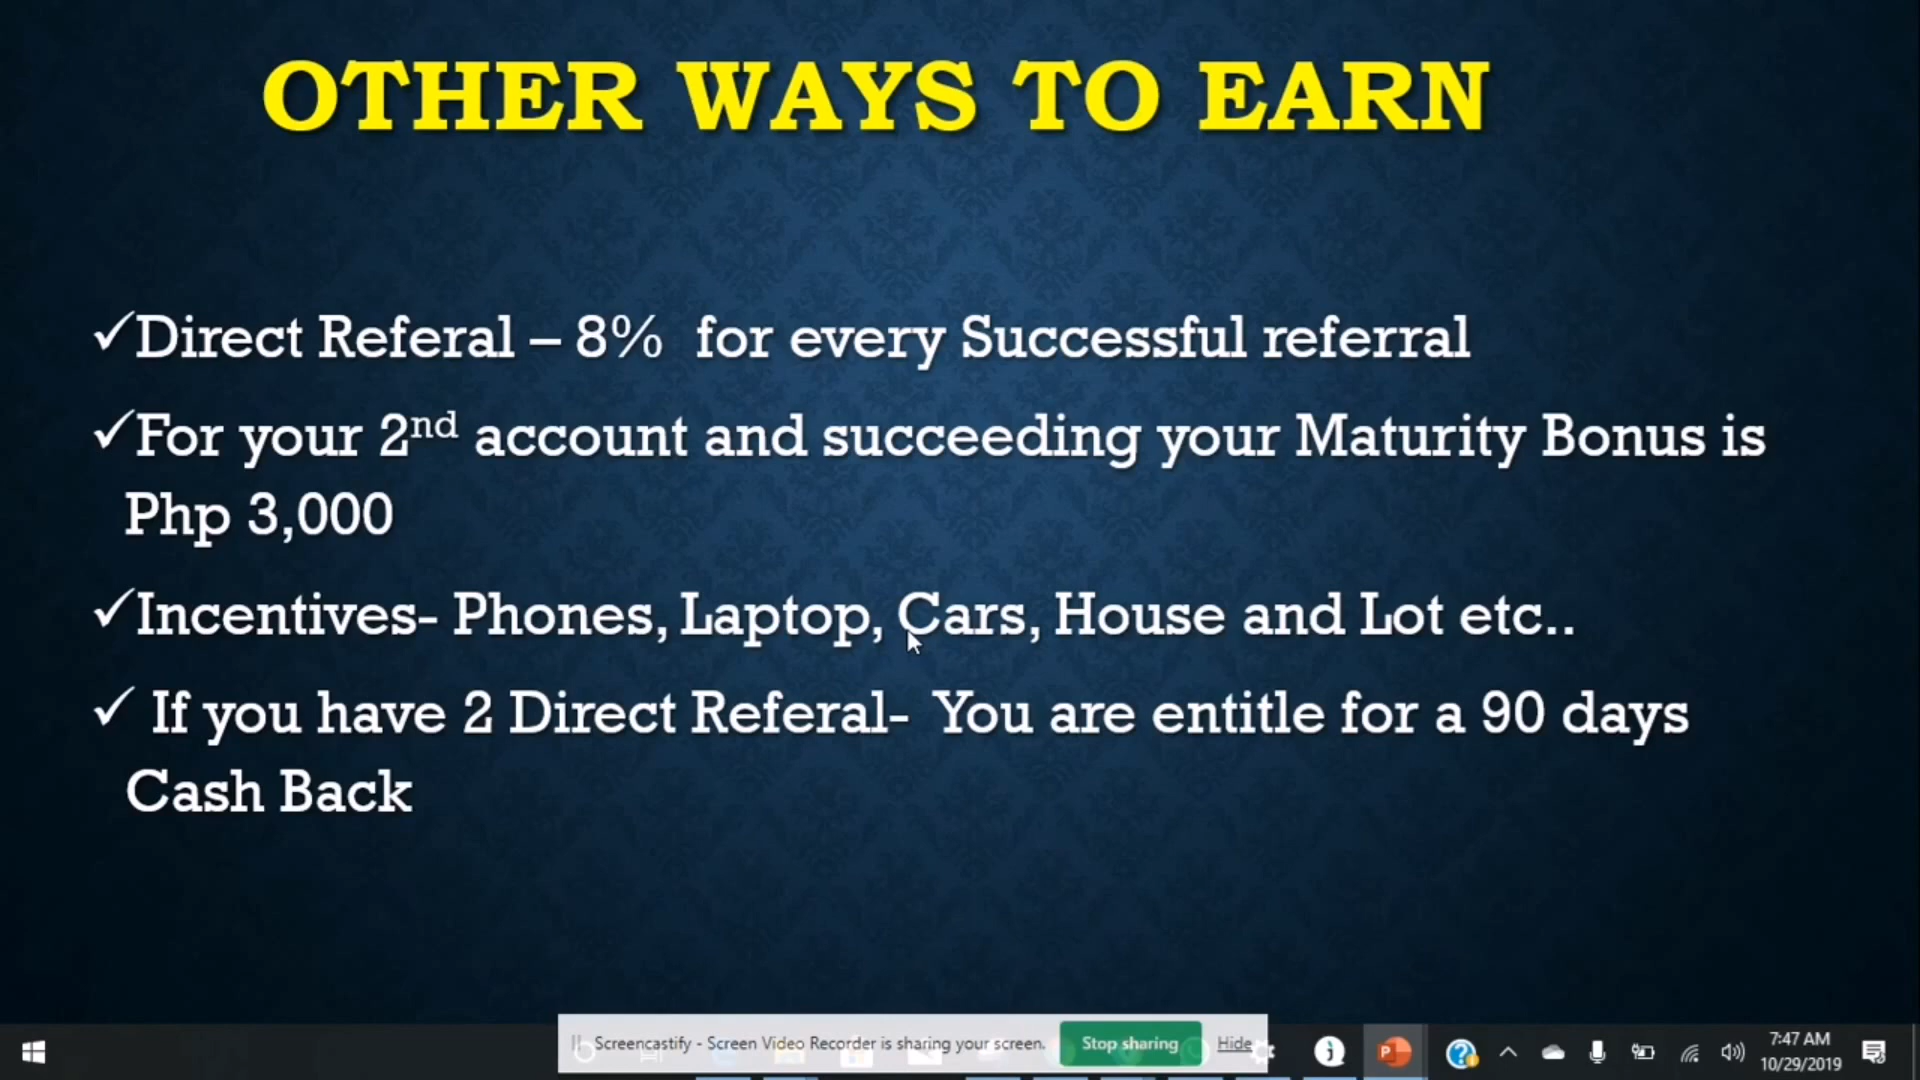 OTHER WAYS TO EARN
✓Direct Referal – 8% for every Successful referral
✓For your 2nd account and succeeding your Maturity Bonus is
Php 3,000
✓Incentives- Phones, Laptop, Cars, House and Lot etc..
✓ If you have 2 Direct Referal- You are entitle for a 90 days
Cash Back
Screencastify - Screen Video Recorder is sharing your screen.
Stop sharing
Hide
7:47 AM
10/29/2019